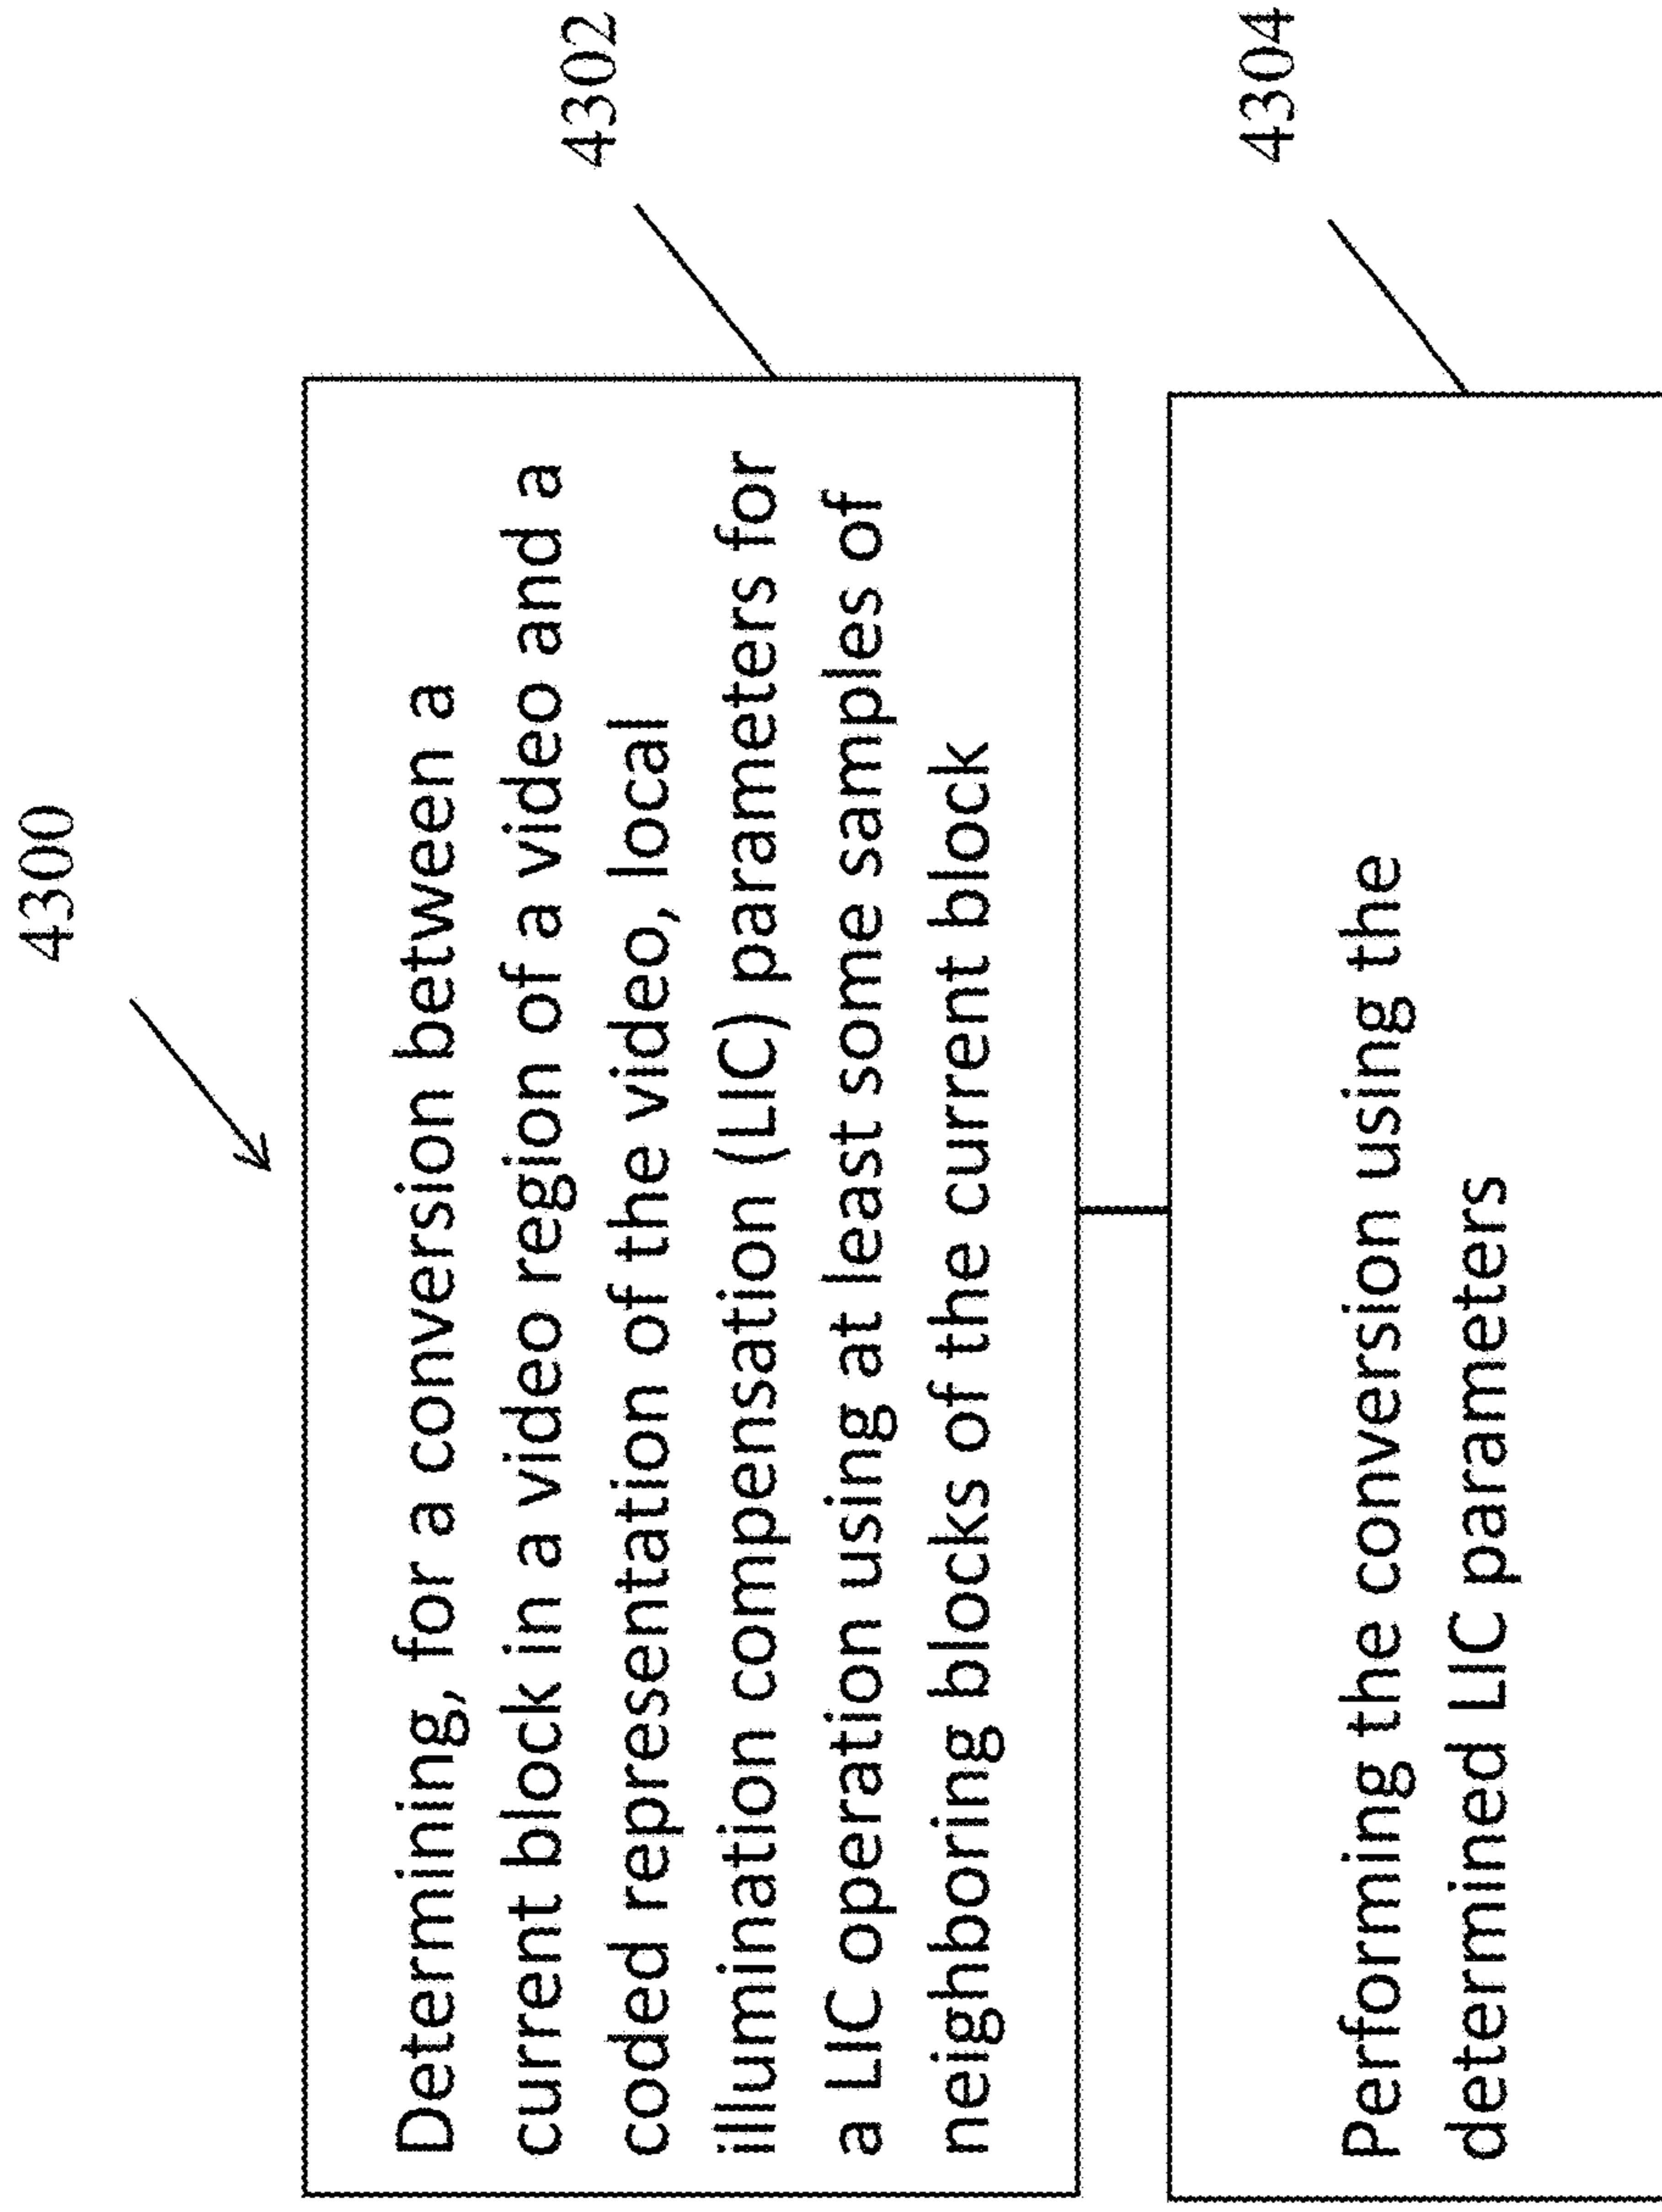 4300
Determining, for a conversion between a
current block in a video region of a video and a
coded representation of the video, local
illumination compensation (LIC) parameters for
a LIC operation using at least some samples of
neighboring blocks of the current block
4302
Performing the conversion using the
determined LIC parameters
4304